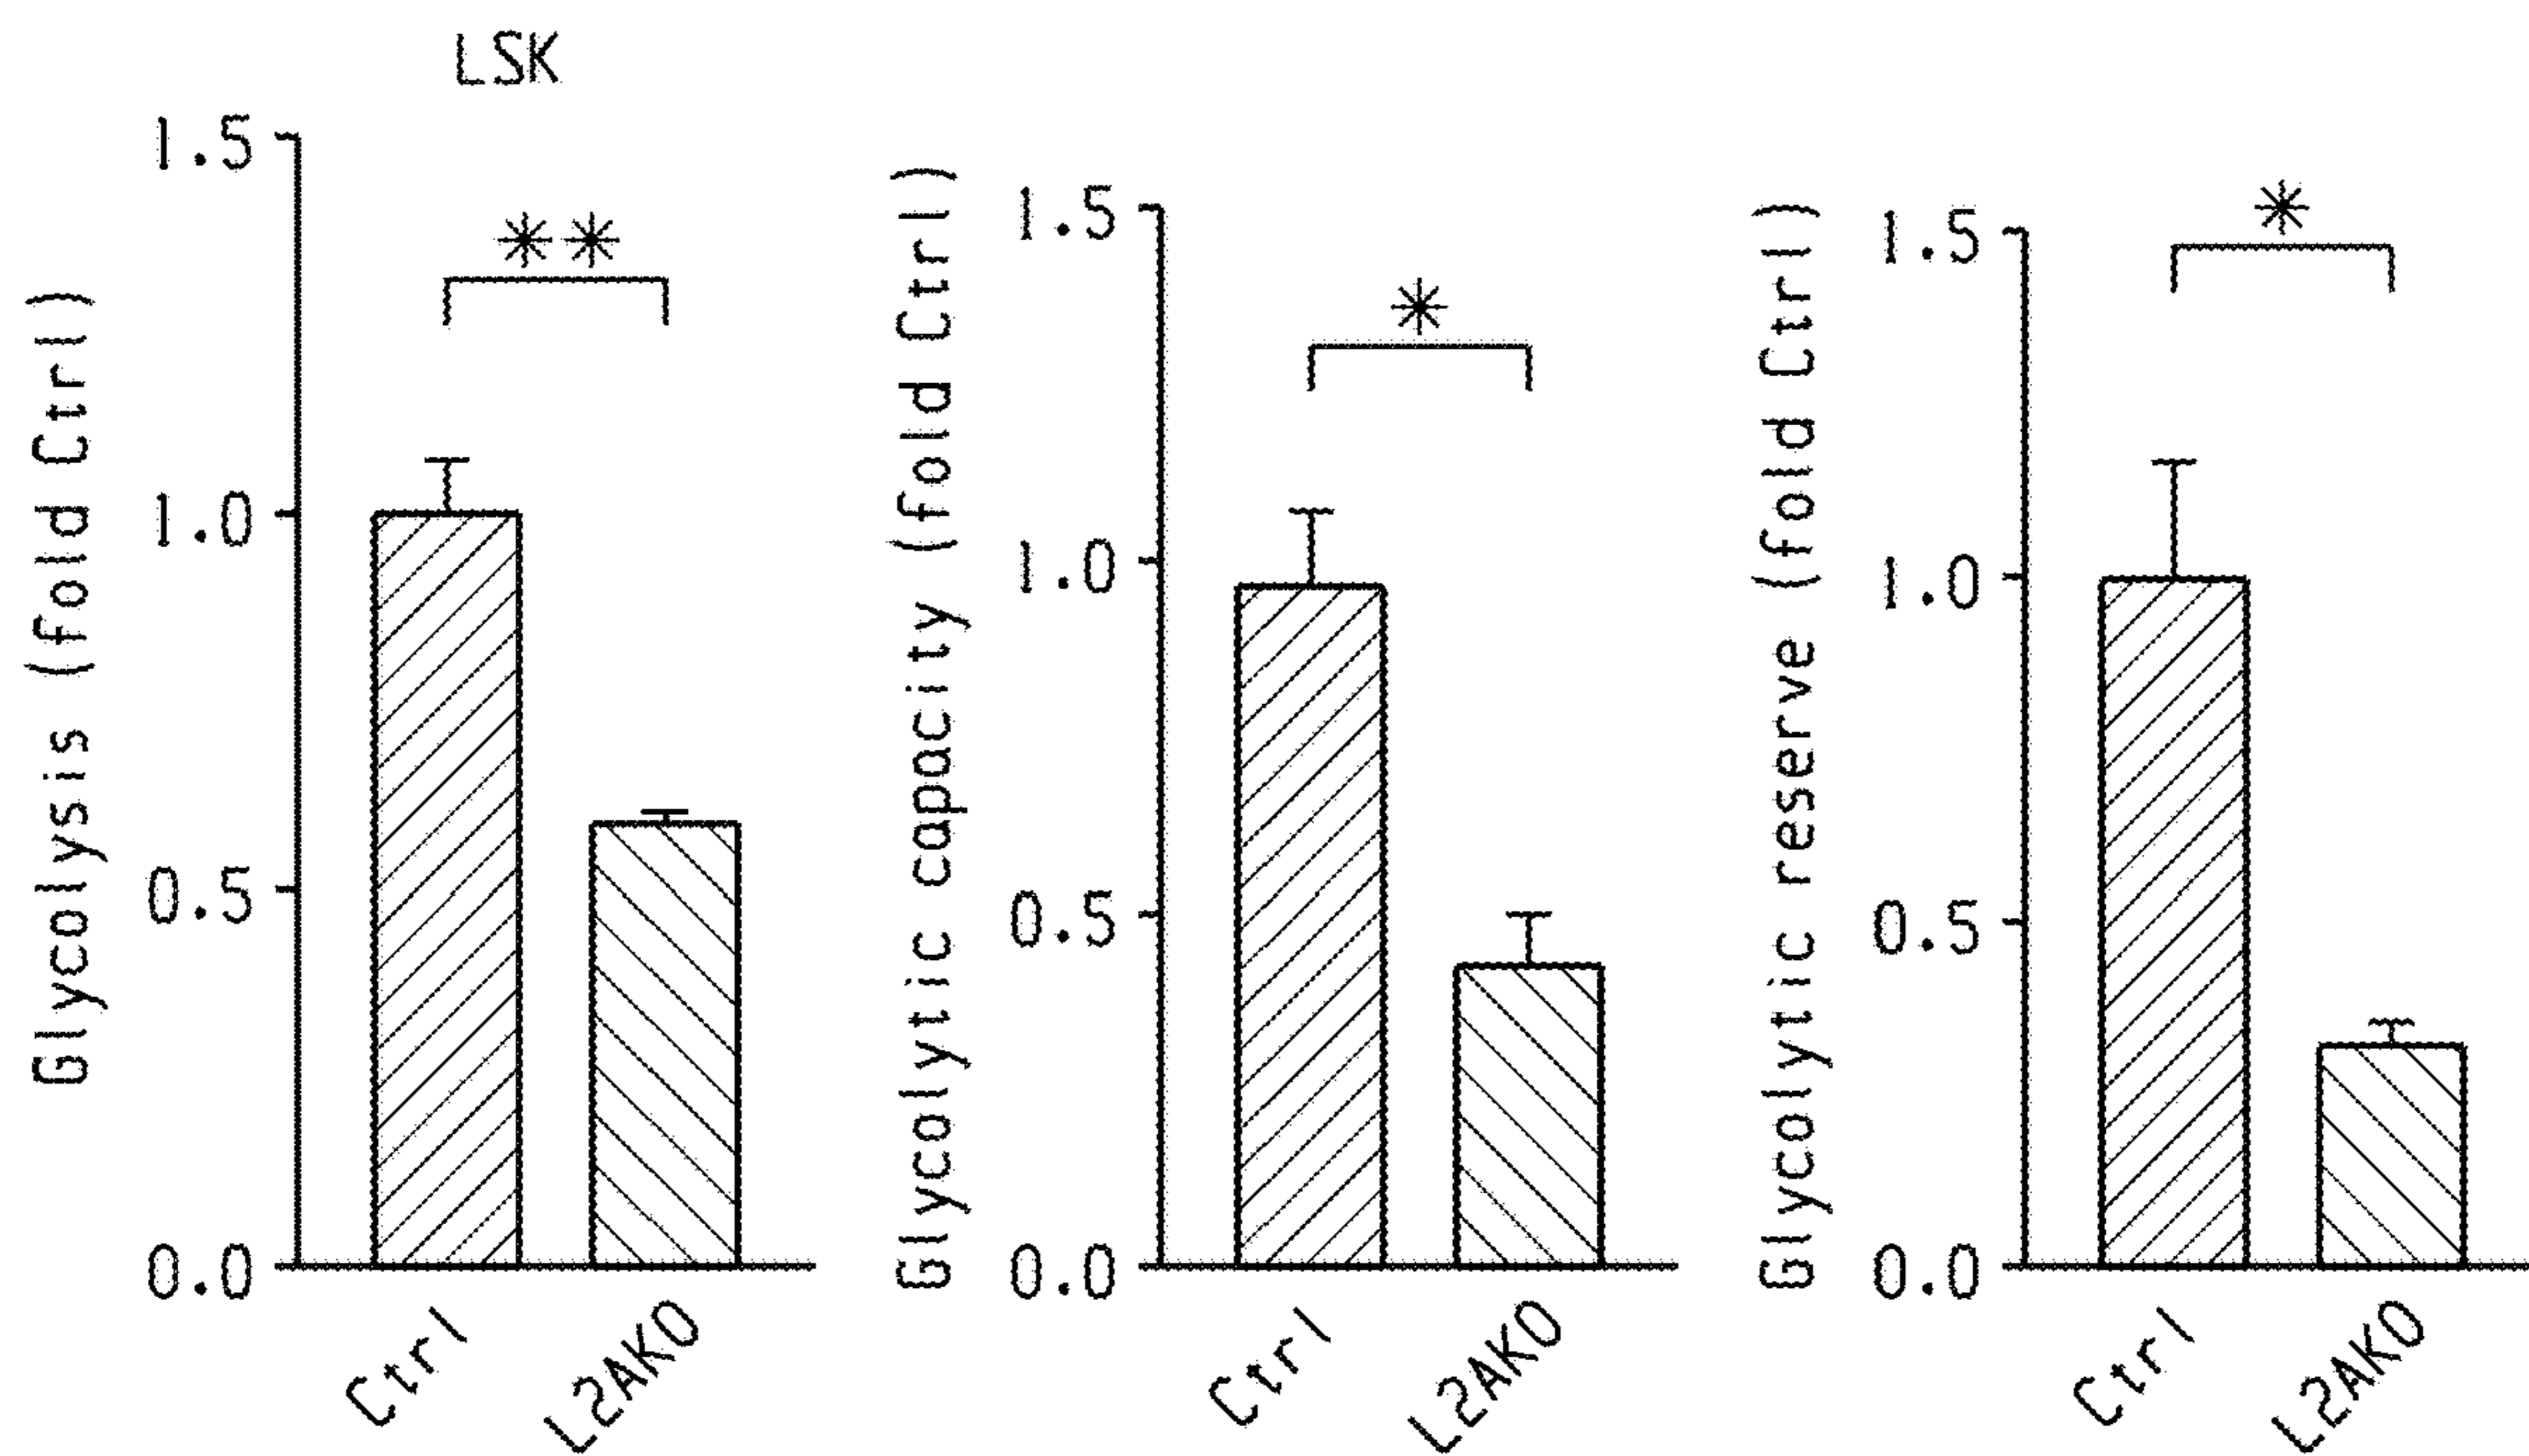 LSK
Glycolysis (fold Ctrl)
1.5
1.0
0.5
0.0
**
Ctrl
L2AKO
Glycolytic capacity (fold Ctrl)
1.5
1.0
0.5
0.0
*
Ctrl
L2AKO
Glycolytic reserve (fold Ctrl)
1.5
1.0
0.5
0.0
*
Ctrl
L2AKO